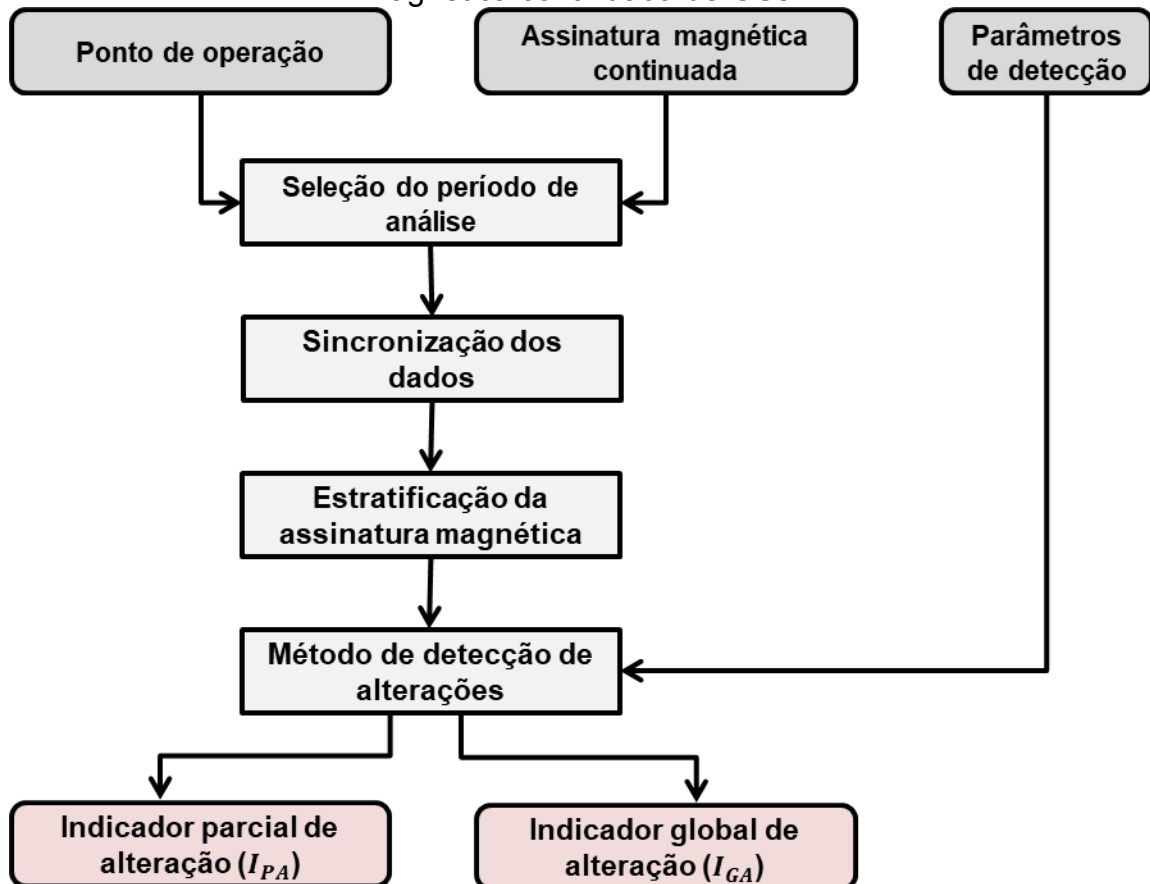 Ponto de operação
Assinatura magnética
continuada
Parâmetros
de detecção
Seleção do período de
análise
Sincronização dos
dados
Estratificação da
assinatura magnética
Método de detecção de
alterações
Indicador parcial de
alteração (I_PA)
Indicador global de
alteração (I_GA)